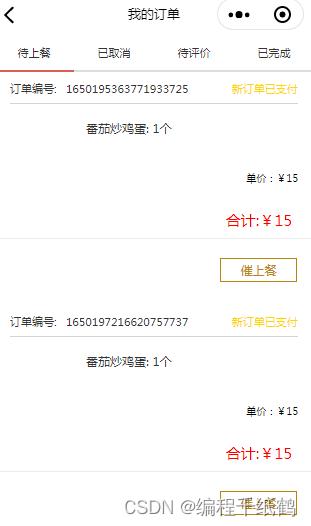 我的订单
待上餐 已取消 待评价 已完成
订单编号: 1650195363771933725 新订单已支付
番茄炒鸡蛋: 1个
单价：￥15
合计:￥15
催上餐
订单编号: 1650197216620757737 新订单已支付
番茄炒鸡蛋: 1个
单价：￥15
合计:￥15
催上餐
CSDN @编程千纸鹤